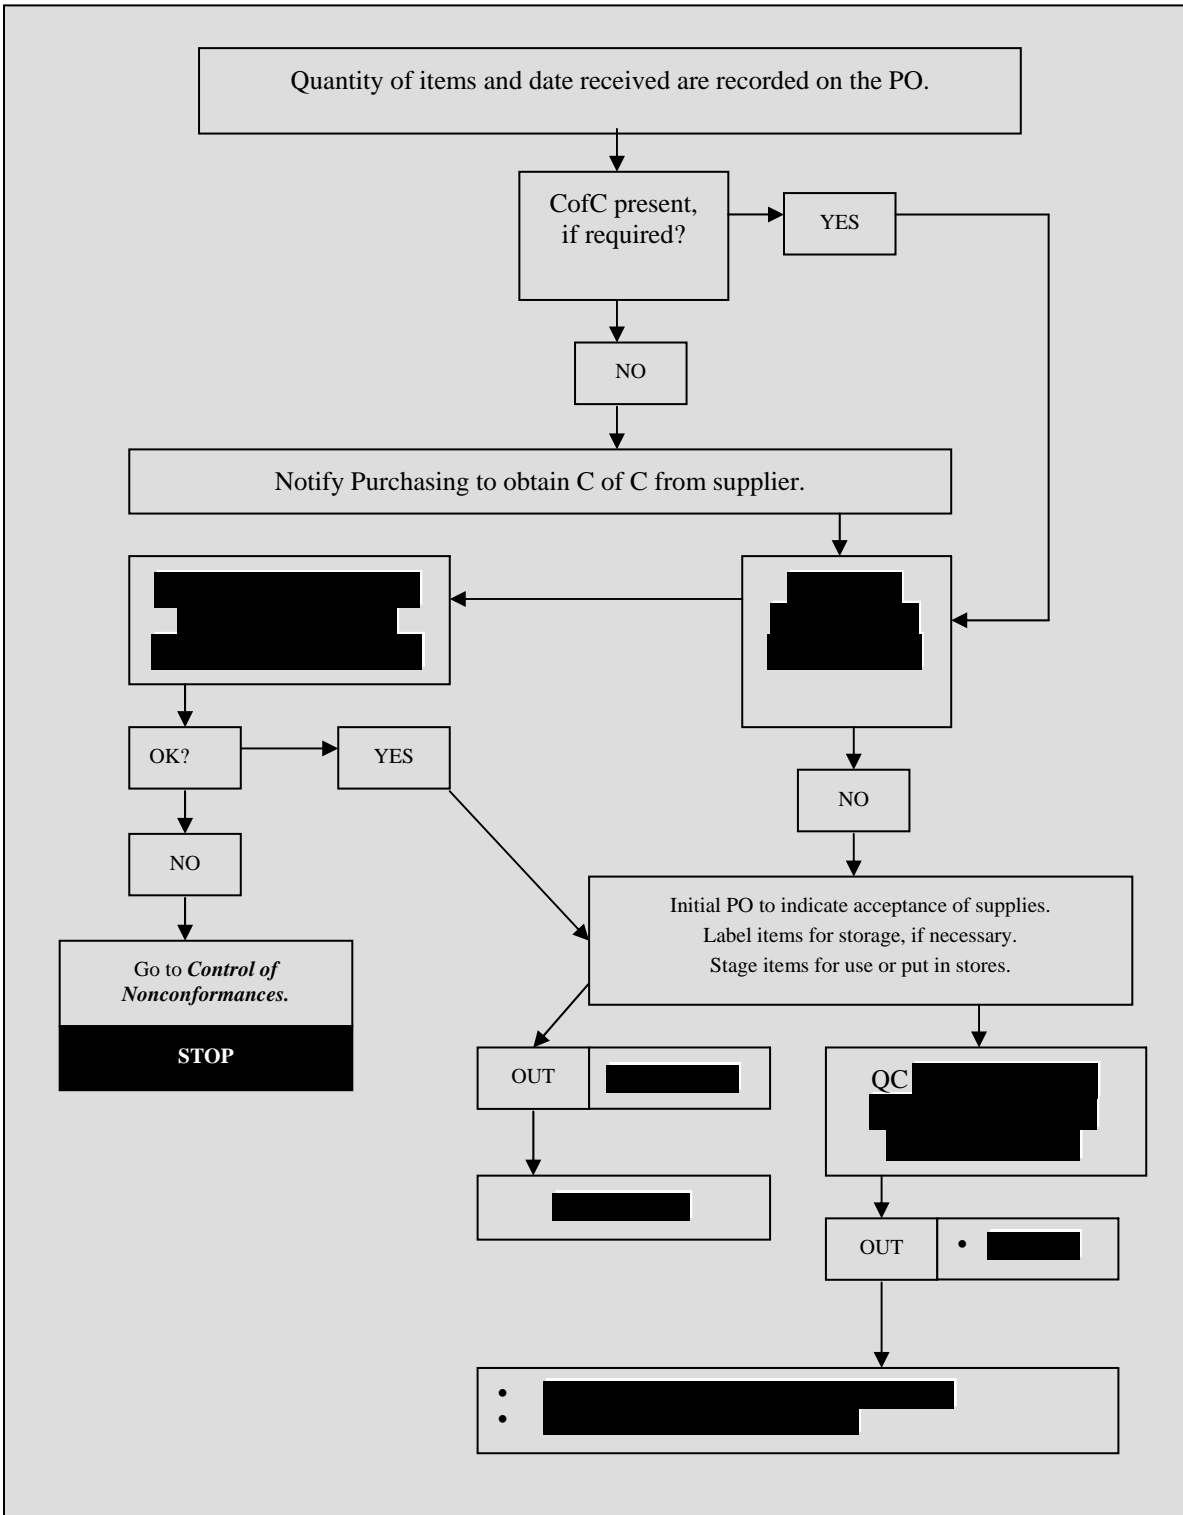 Quantity of items and date received are recorded on the PO.
CofC present,
if required?
YES
NO
Notify Purchasing to obtain C of C from supplier.
OK?
YES
NO
NO
Initial PO to indicate acceptance of supplies.
Label items for storage, if necessary.
Stage items for use or put in stores.
Go to Control of
Nonconformances.
STOP
OUT
QC
OUT
•
•
•